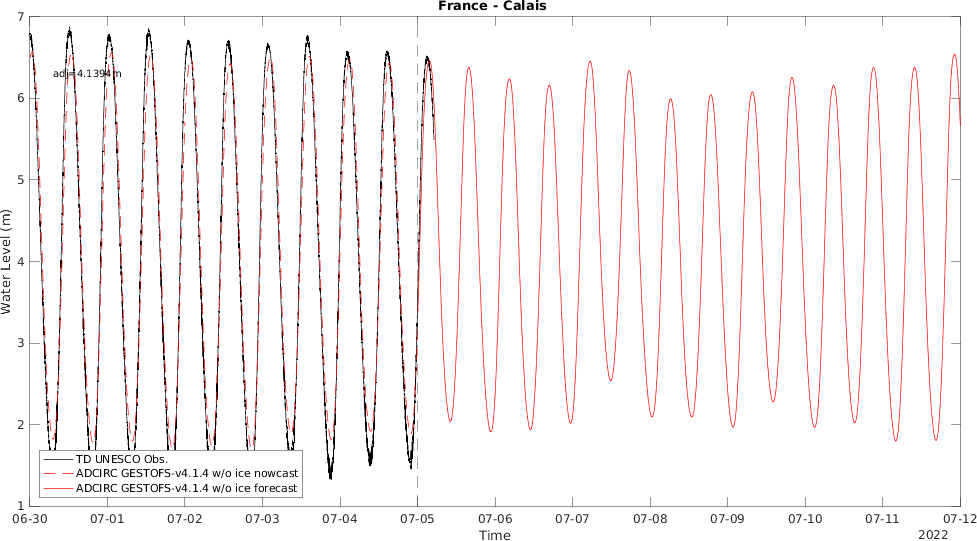 France - Calais
7
6
5
4
3
2
1
Water Level (m)
adj=4.1394m
TD UNESCO Obs.
ADCIRC GESTOFS-v4.1.4 w/o ice nowcast
ADCIRC GESTOFS-v4.1.4 w/o ice forecast
06-30 07-01 07-02 07-03 07-04 07-05 07-06 07-07 07-08 07-09 07-10 07-11 07-12
Time
2022